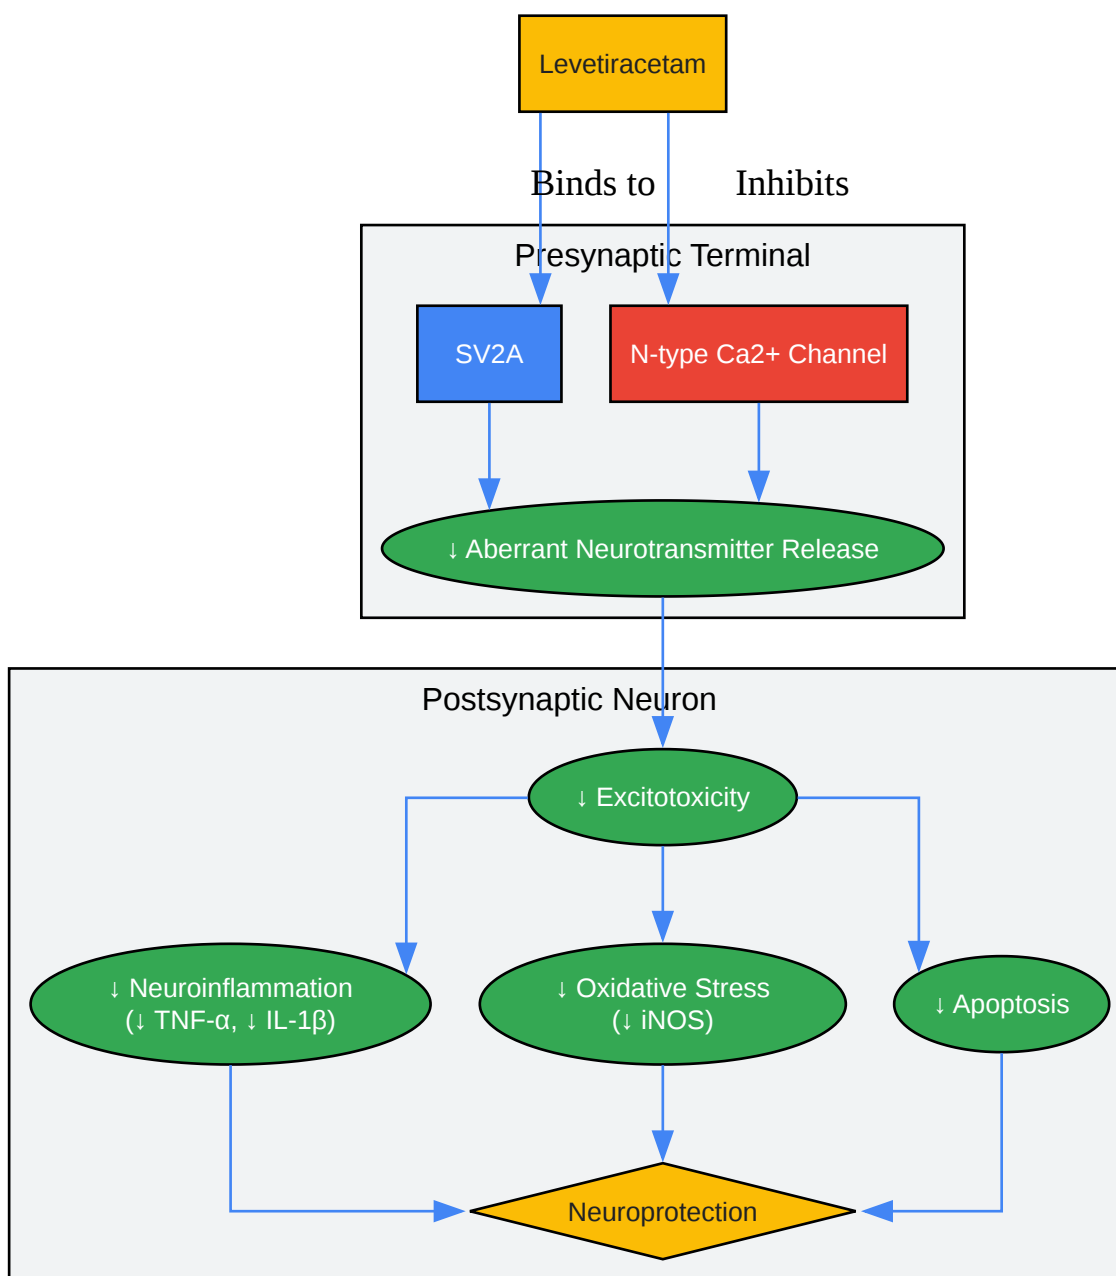 Levetiracetam
Binds to
Inhibits
Presynaptic Terminal
SV2A
N-type Ca2+ Channel
↓ Aberrant Neurotransmitter Release
Postsynaptic Neuron
↓ Excitotoxicity
↓ Neuroinflammation
(↓ TNF-α, ↓ IL-1β)
↓ Oxidative Stress
(↓ iNOS)
↓ Apoptosis
Neuroprotection